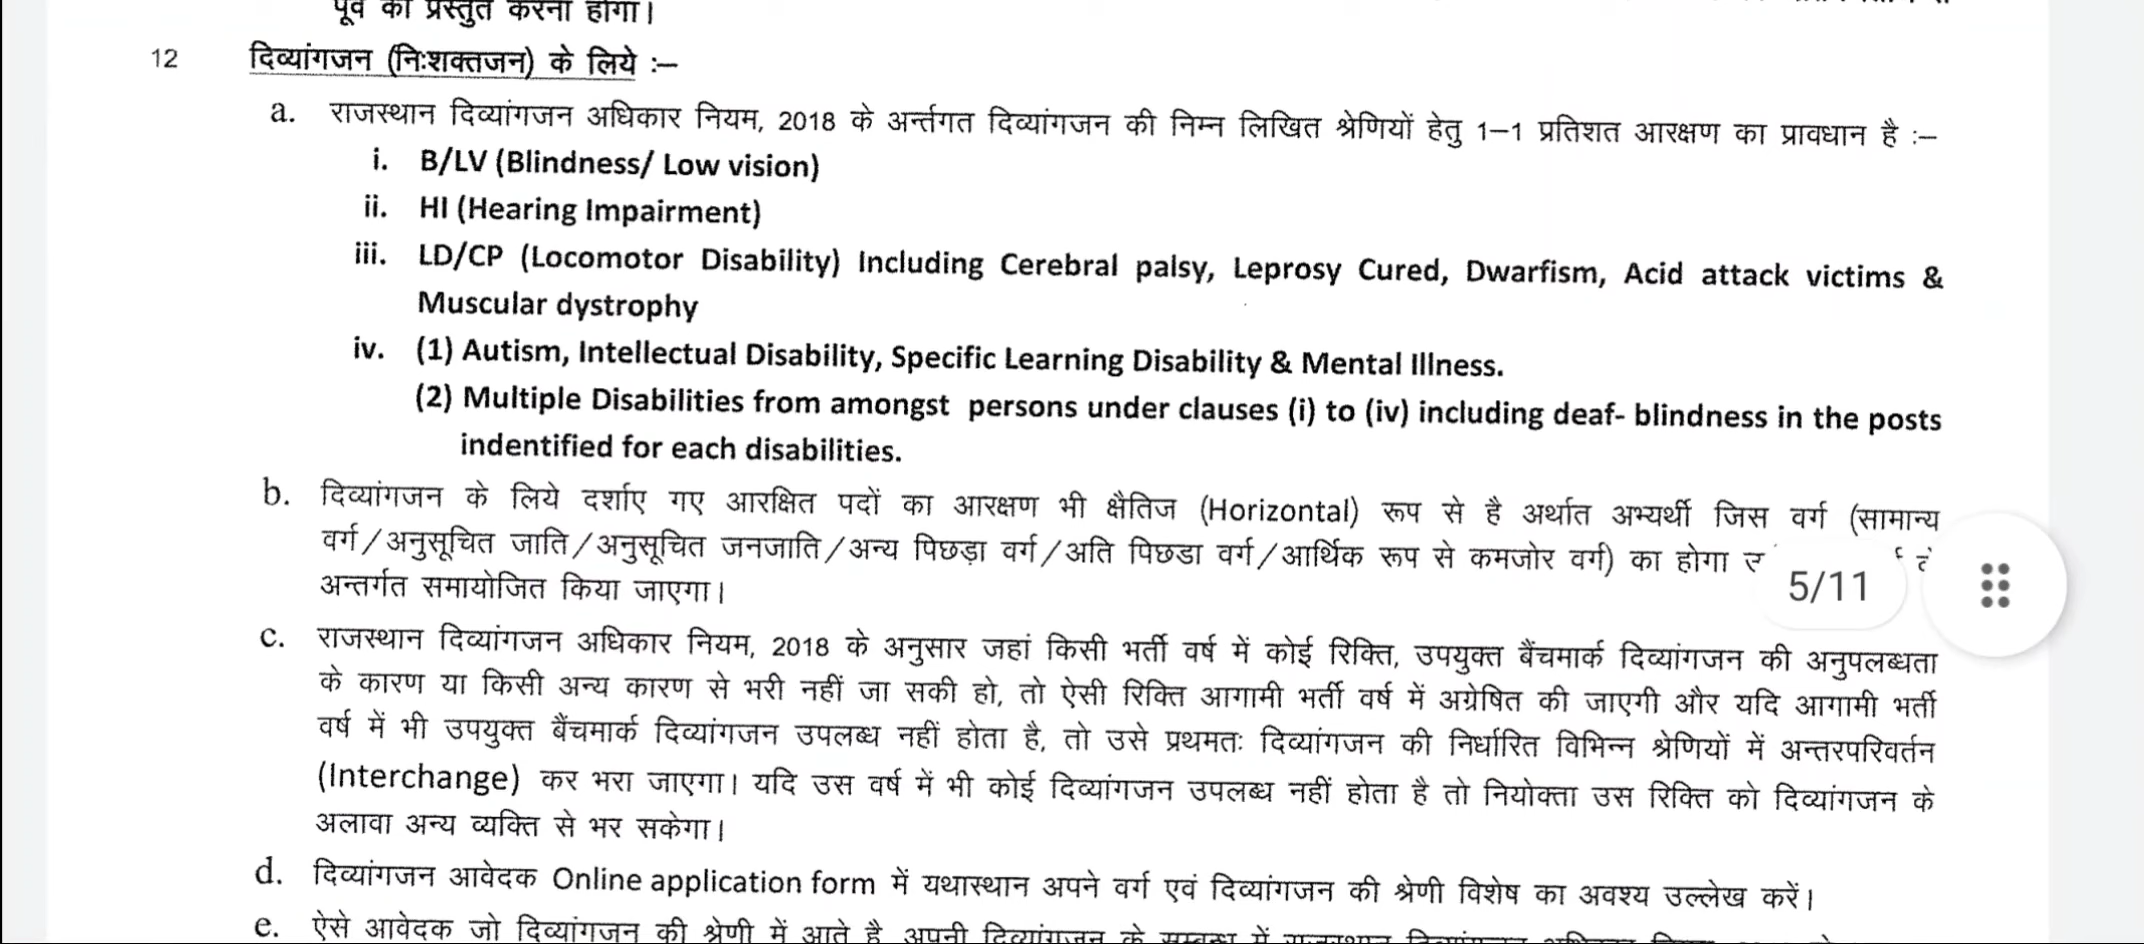 पूर्व को प्रस्तुत करना होगा।
12 दिव्यांगजन (निःशक्तजन) के लिये :–
a. राजस्थान दिव्यांगजन अधिकार नियम, 2018 के अर्न्तगत दिव्यांगजन की निम्न लिखित श्रेणियों हेतु 1–1 प्रतिशत आरक्षण का प्रावधान है :–
i. B/LV (Blindness/ Low vision)
ii. HI (Hearing Impairment)
iii. LD/CP (Locomotor Disability) Including Cerebral palsy, Leprosy Cured, Dwarfism, Acid attack victims &
Muscular dystrophy
iv. (1) Autism, Intellectual Disability, Specific Learning Disability & Mental Illness.
(2) Multiple Disabilities from amongst persons under clauses (i) to (iv) including deaf- blindness in the posts
indentified for each disabilities.
b. दिव्यांगजन के लिये दर्शाए गए आरक्षित पदों का आरक्षण भी क्षैतिज (Horizontal) रूप से है अर्थात अभ्यर्थी जिस वर्ग (सामान्य
वर्ग/अनुसूचित जाति/अनुसूचित जनजाति/अन्य पिछड़ा वर्ग/अति पिछडा वर्ग/आर्थिक रूप से कमजोर वर्ग) का होगा
5/11
अन्तर्गत समायोजित किया जाएगा।
c. राजस्थान दिव्यांगजन अधिकार नियम, 2018 के अनुसार जहां किसी भर्ती वर्ष में कोई रिक्ति, उपयुक्त बैंचमार्क दिव्यांगजन की अनुपलब्धता
के कारण या किसी अन्य कारण से भरी नहीं जा सकी हो, तो ऐसी रिक्ति आगामी भर्ती वर्ष में अग्रेषित की जाएगी और यदि आगामी भर्ती
वर्ष में भी उपयुक्त बैंचमार्क दिव्यांगजन उपलब्ध नहीं होता है, तो उसे प्रथमतः दिव्यांगजन की निर्धारित विभिन्न श्रेणियों में अन्तरपरिवर्तन
(Interchange) कर भरा जाएगा। यदि उस वर्ष में भी कोई दिव्यांगजन उपलब्ध नहीं होता है तो नियोक्ता उस रिक्ति को दिव्यांगजन के
अलावा अन्य व्यक्ति से भर सकेगा।
d. दिव्यांगजन आवेदक Online application form में यथास्थान अपने वर्ग एवं दिव्यांगजन की श्रेणी विशेष का अवश्य उल्लेख करें।
e. ऐसे आवेदक जो दिव्यांगजन की श्रेणी में आते है अपनी दिव्यांगजन के सम्बन्ध में राजस्थान